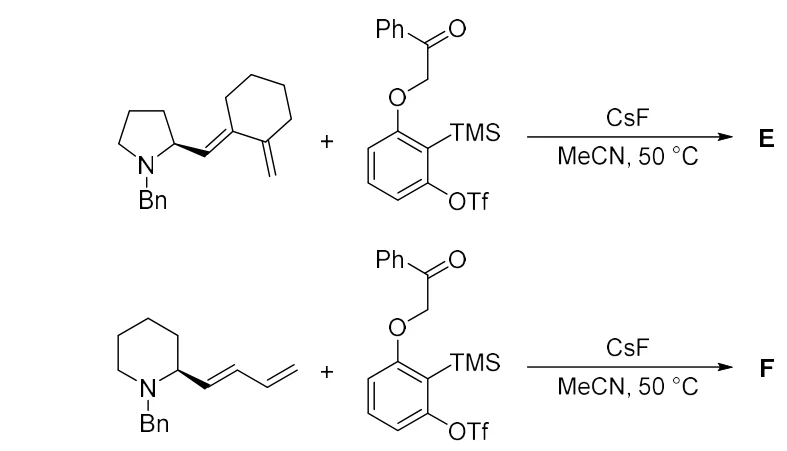 Ph
O
O
TMS
CsF
+
E
MeCN, 50 °C
N
Bn
OTf
Ph
O
O
TMS
CsF
+
F
MeCN, 50 °C
N
Bn
OTf